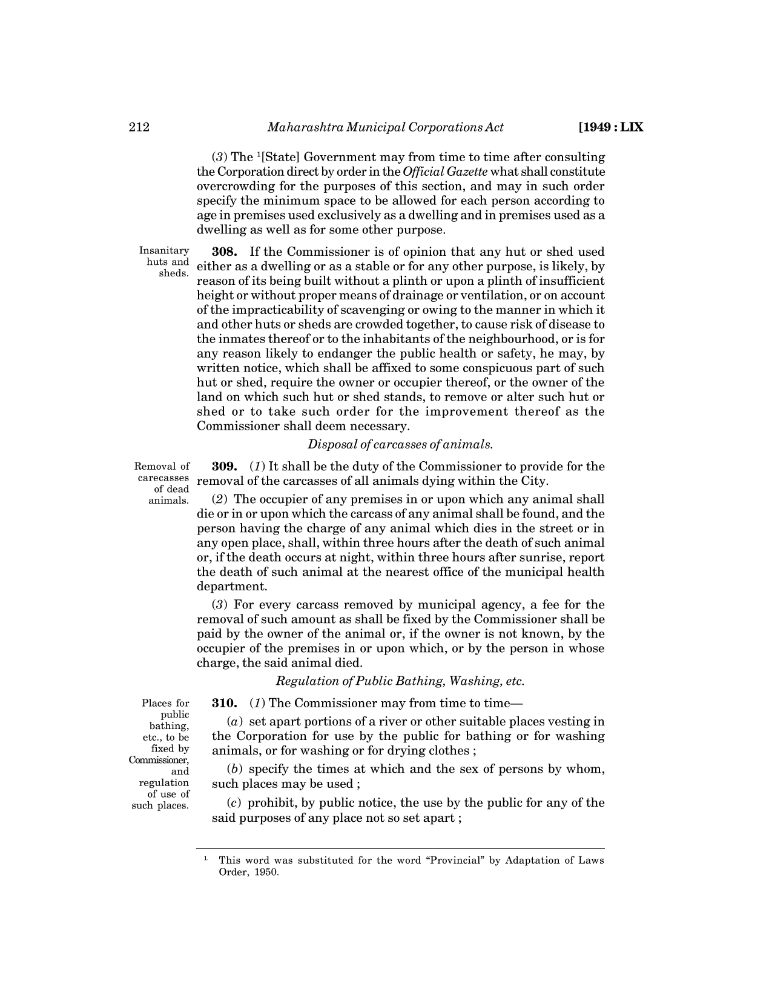 212
Maharashtra Municipal Corporations Act
[1949 : LIX
(3) The 1[State] Government may from time to time after consulting
the Corporation direct by order in the Official Gazette what shall constitute
overcrowding for the purposes of this section, and may in such order
specify the minimum space to be allowed for each person according to
age in premises used exclusively as a dwelling and in premises used as a
dwelling as well as for some other purpose.
Insanitary
huts and
sheds.
308. If the Commissioner is of opinion that any hut or shed used
either as a dwelling or as a stable or for any other purpose, is likely, by
reason of its being built without a plinth or upon a plinth of insufficient
height or without proper means of drainage or ventilation, or on account
of the impracticability of scavenging or owing to the manner in which it
and other huts or sheds are crowded together, to cause risk of disease to
the inmates thereof or to the inhabitants of the neighbourhood, or is for
any reason likely to endanger the public health or safety, he may, by
written notice, which shall be affixed to some conspicuous part of such
hut or shed, require the owner or occupier thereof, or the owner of the
land on which such hut or shed stands, to remove or alter such hut or
shed or to take such order for the improvement thereof as the
Commissioner shall deem necessary.
Disposal of carcasses of animals.
Removal of
carecasses
of dead
animals.
309. (1) It shall be the duty of the Commissioner to provide for the
removal of the carcasses of all animals dying within the City.
(2) The occupier of any premises in or upon which any animal shall
die or in or upon which the carcass of any animal shall be found, and the
person having the charge of any animal which dies in the street or in
any open place, shall, within three hours after the death of such animal
or, if the death occurs at night, within three hours after sunrise, report
the death of such animal at the nearest office of the municipal health
department.
(3) For every carcass removed by municipal agency, a fee for the
removal of such amount as shall be fixed by the Commissioner shall be
paid by the owner of the animal or, if the owner is not known, by the
occupier of the premises in or upon which, or by the person in whose
charge, the said animal died.
Regulation of Public Bathing, Washing, etc.
Places for
public
bathing,
etc., to be
fixed by
Commissioner,
and
regulation
of use of
such places.
310. (1) The Commissioner may from time to time—
(a) set apart portions of a river or other suitable places vesting in
the Corporation for use by the public for bathing or for washing
animals, or for washing or for drying clothes ;
(b) specify the times at which and the sex of persons by whom,
such places may be used ;
(c) prohibit, by public notice, the use by the public for any of the
said purposes of any place not so set apart ;
1. This word was substituted for the word “Provincial” by Adaptation of Laws
Order, 1950.